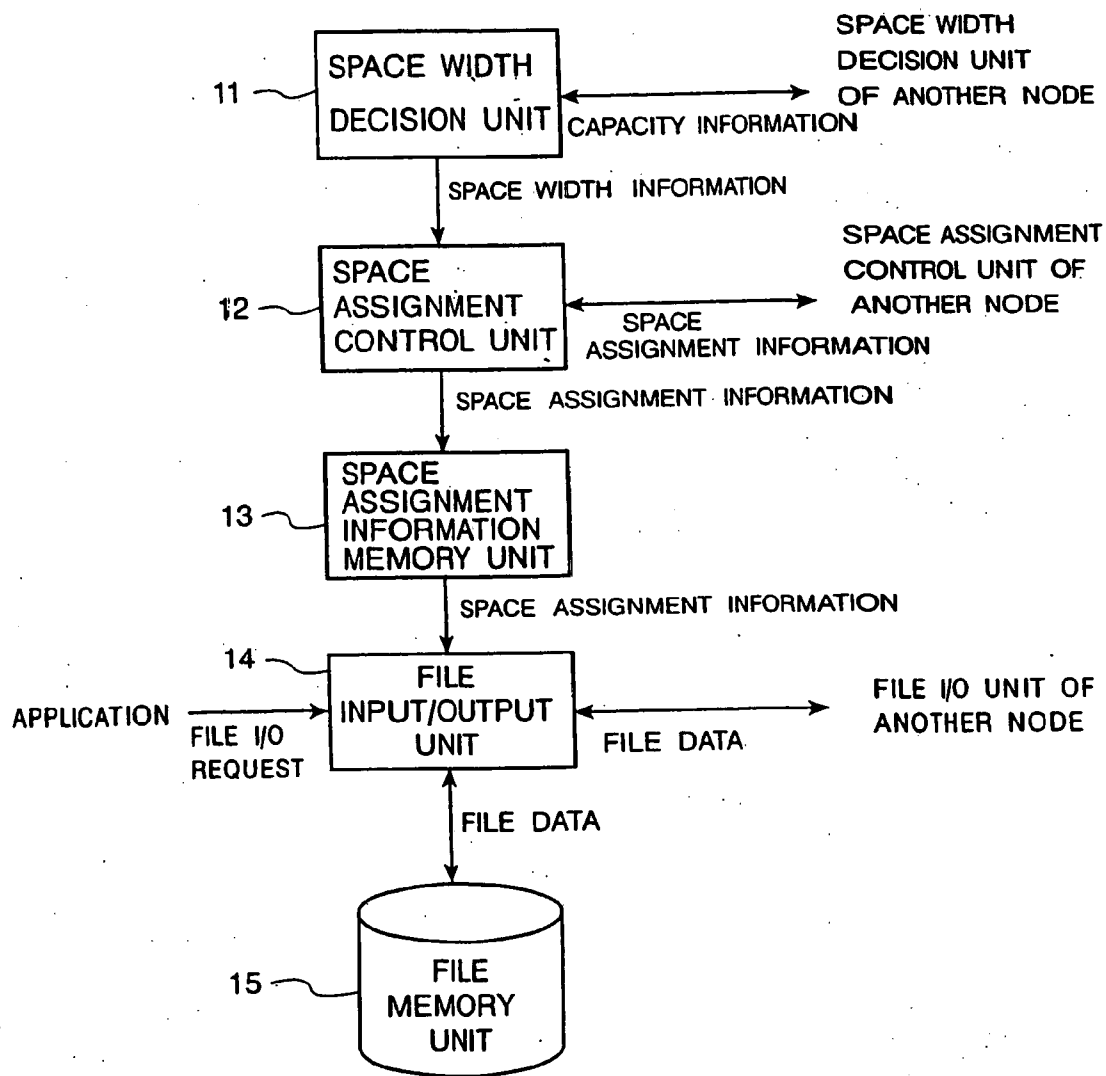 SPACE WIDTH
DECISION UNIT
11
SPACE WIDTH
DECISION UNIT
OF ANOTHER NODE
CAPACITY INFORMATION
SPACE WIDTH INFORMATION
SPACE
ASSIGNMENT
CONTROL UNIT
12
SPACE ASSIGNMENT
CONTROL UNIT OF
ANOTHER NODE
SPACE
ASSIGNMENT INFORMATION
SPACE ASSIGNMENT INFORMATION
SPACE
ASSIGNMENT
INFORMATION
MEMORY UNIT
13
SPACE ASSIGNMENT INFORMATION
14
FILE
INPUT/OUTPUT
UNIT
APPLICATION
FILE I/O
REQUEST
FILE I/O UNIT OF
ANOTHER NODE
FILE DATA
FILE DATA
15
FILE
MEMORY
UNIT